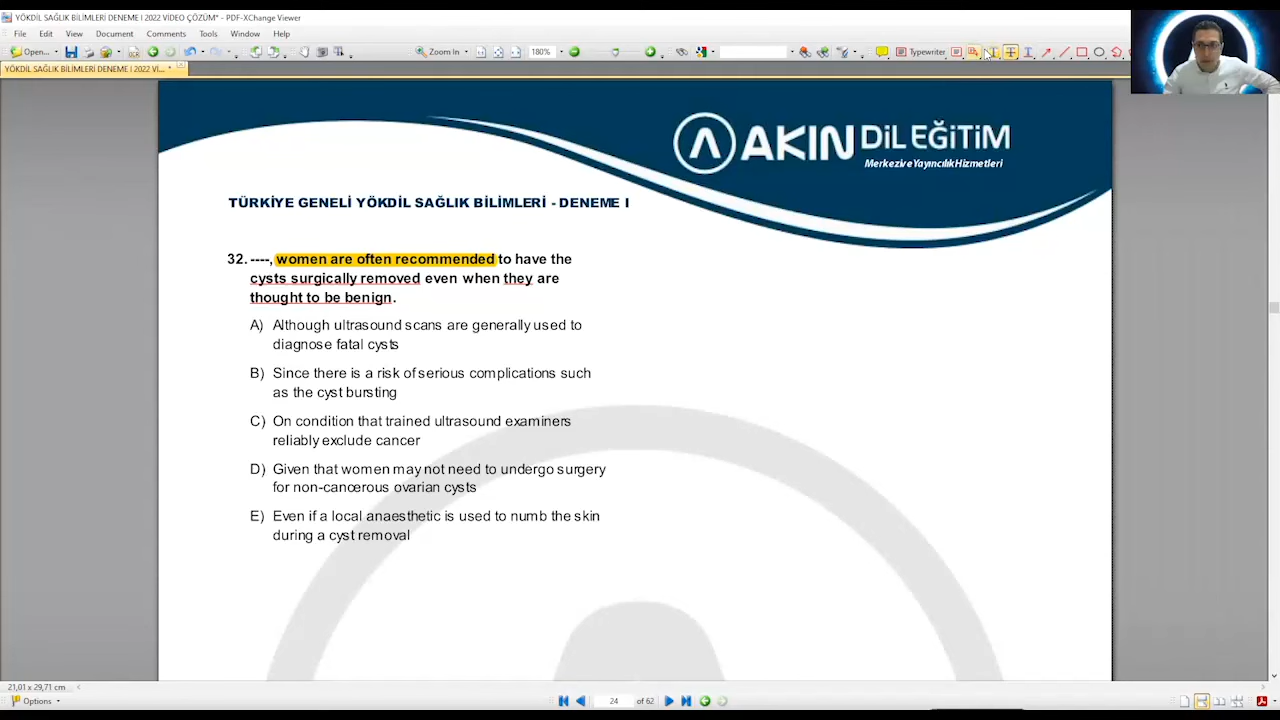 YÖKDİL SAĞLIK BİLİMLERİ DENEME I 2022 VİDEO ÇÖZÜM* - PDF-XChange Viewer
File Edit View Document Comments Tools Window Help
Open... Zoom In 180% Typewriter
YÖKDİL SAĞLIK BİLİMLERİ DENEME I 2022 Vİ... *
AKIN DİL EĞİTİM
Merkezi ve Yayıncılık Hizmetleri
TÜRKİYE GENELİ YÖKDİL SAĞLIK BİLİMLERİ - DENEME I
32. ----, women are often recommended to have the
cysts surgically removed even when they are
thought to be benign.
A) Although ultrasound scans are generally used to
diagnose fatal cysts
B) Since there is a risk of serious complications such
as the cyst bursting
C) On condition that trained ultrasound examiners
reliably exclude cancer
D) Given that women may not need to undergo surgery
for non-cancerous ovarian cysts
E) Even if a local anaesthetic is used to numb the skin
during a cyst removal
21,01 x 29,71 cm
Options 24 of 62